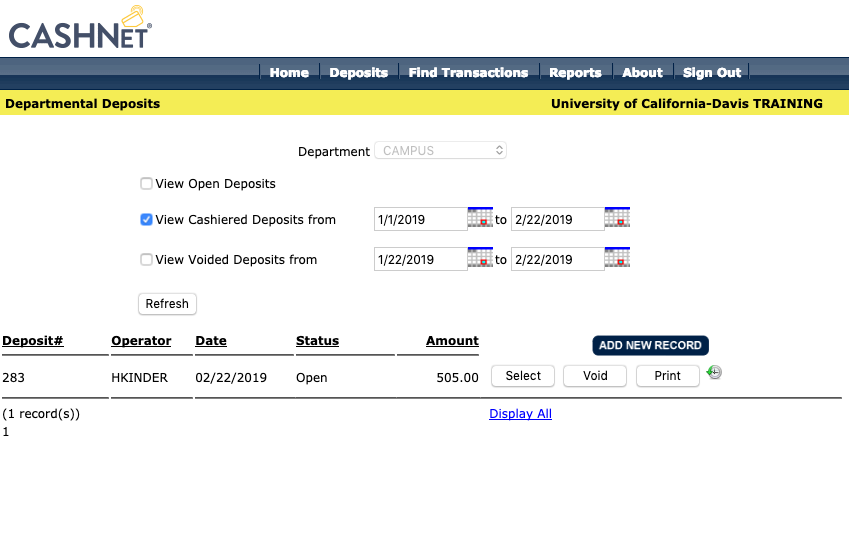 CASHNET®
Home Deposits Find Transactions Reports About Sign Out
Departmental Deposits University of California-Davis TRAINING
Department CAMPUS
View Open Deposits
View Cashiered Deposits from 1/1/2019 to 2/22/2019
View Voided Deposits from 1/22/2019 to 2/22/2019
Refresh
Deposit# Operator Date Status Amount ADD NEW RECORD
283 HKINDER 02/22/2019 Open 505.00 Select Void Print
(1 record(s)) Display All
1